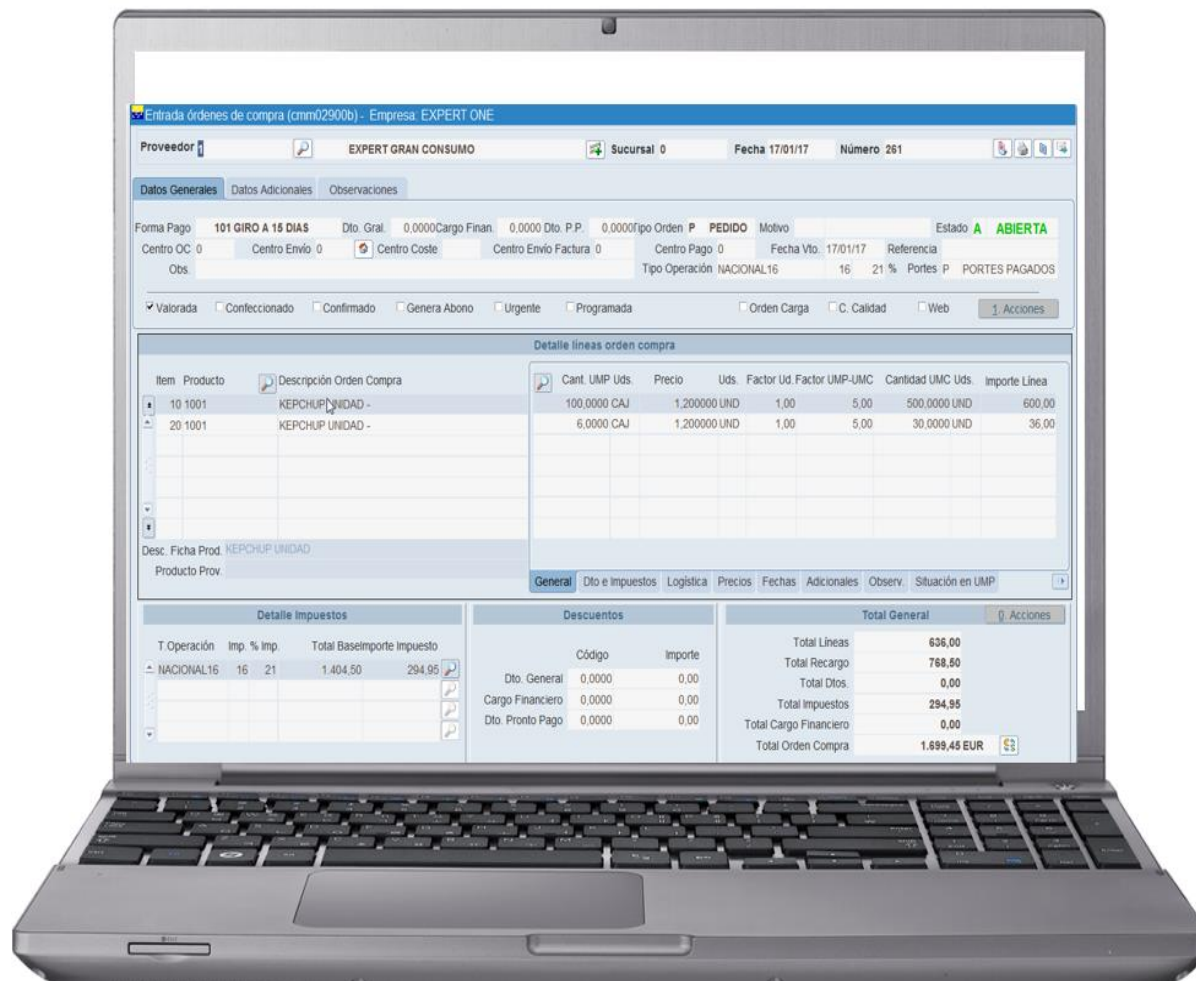 Entrada órdenes de compra (cmm02900b) - Empresa: EXPERT ONE
Proveedor 1 EXPERT GRAN CONSUMO Sucursal 0 Fecha 17/01/17 Número 261
Datos Generales Datos Adicionales Observaciones
Forma Pago 101 GIRO A 15 DIAS Dto. Gral. 0,0000 Cargo Finan. 0,0000 Dto. P.P. 0,0000 Tipo Orden P PEDIDO Motivo Estado A ABIERTA
Centro OC 0 Centro Envío 0 Centro Coste Centro Envío Factura 0 Centro Pago 0 Fecha Vto. 17/01/17 Referencia
Obs. Tipo Operación NACIONAL16 16 21 % Portes P PORTES PAGADOS
Valorada Confeccionado Confirmado Genera Abono Urgente Programada Orden Carga C. Calidad Web 1. Acciones
Detalle líneas orden compra
Item Producto Descripción Orden Compra Cant. UMP Uds. Precio Uds. Factor Ud. Factor UMP-UMC Cantidad UMC Uds. Importe Línea
10 1001 KEPCHUP UNIDAD - 100,0000 CAJ 1,200000 UND 1,00 5,00 500,0000 UND 600,00
20 1001 KEPCHUP UNIDAD - 6,0000 CAJ 1,200000 UND 1,00 5,00 30,0000 UND 36,00
Desc. Ficha Prod. KEPCHUP UNIDAD
Producto Prov.
General Dto e Impuestos Logística Precios Fechas Adicionales Observ. Situación en UMP
Detalle Impuestos Descuentos Total General 0. Acciones
T.Operación Imp. % Imp. Total Base Importe Impuesto
NACIONAL16 16 21 1.404,50 294,95
Código Importe
Dto. General 0,0000 0,00
Cargo Financiero 0,0000 0,00
Dto. Pronto Pago 0,0000 0,00
Total Líneas 636,00
Total Recargo 768,50
Total Dtos. 0,00
Total Impuestos 294,95
Total Cargo Financiero 0,00
Total Orden Compra 1.699,45 EUR